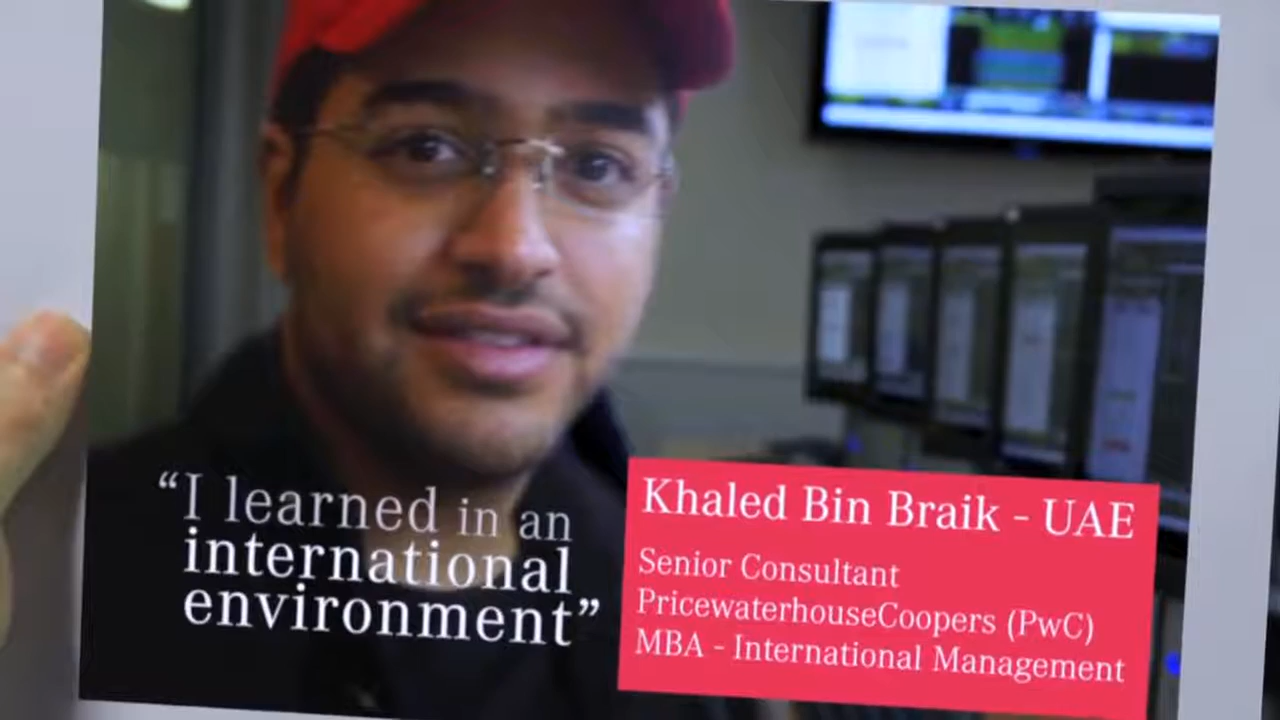 “I learned in an
international
environment”
Khaled Bin Braik - UAE
Senior Consultant
PricewaterhouseCoopers (PwC)
MBA - International Management